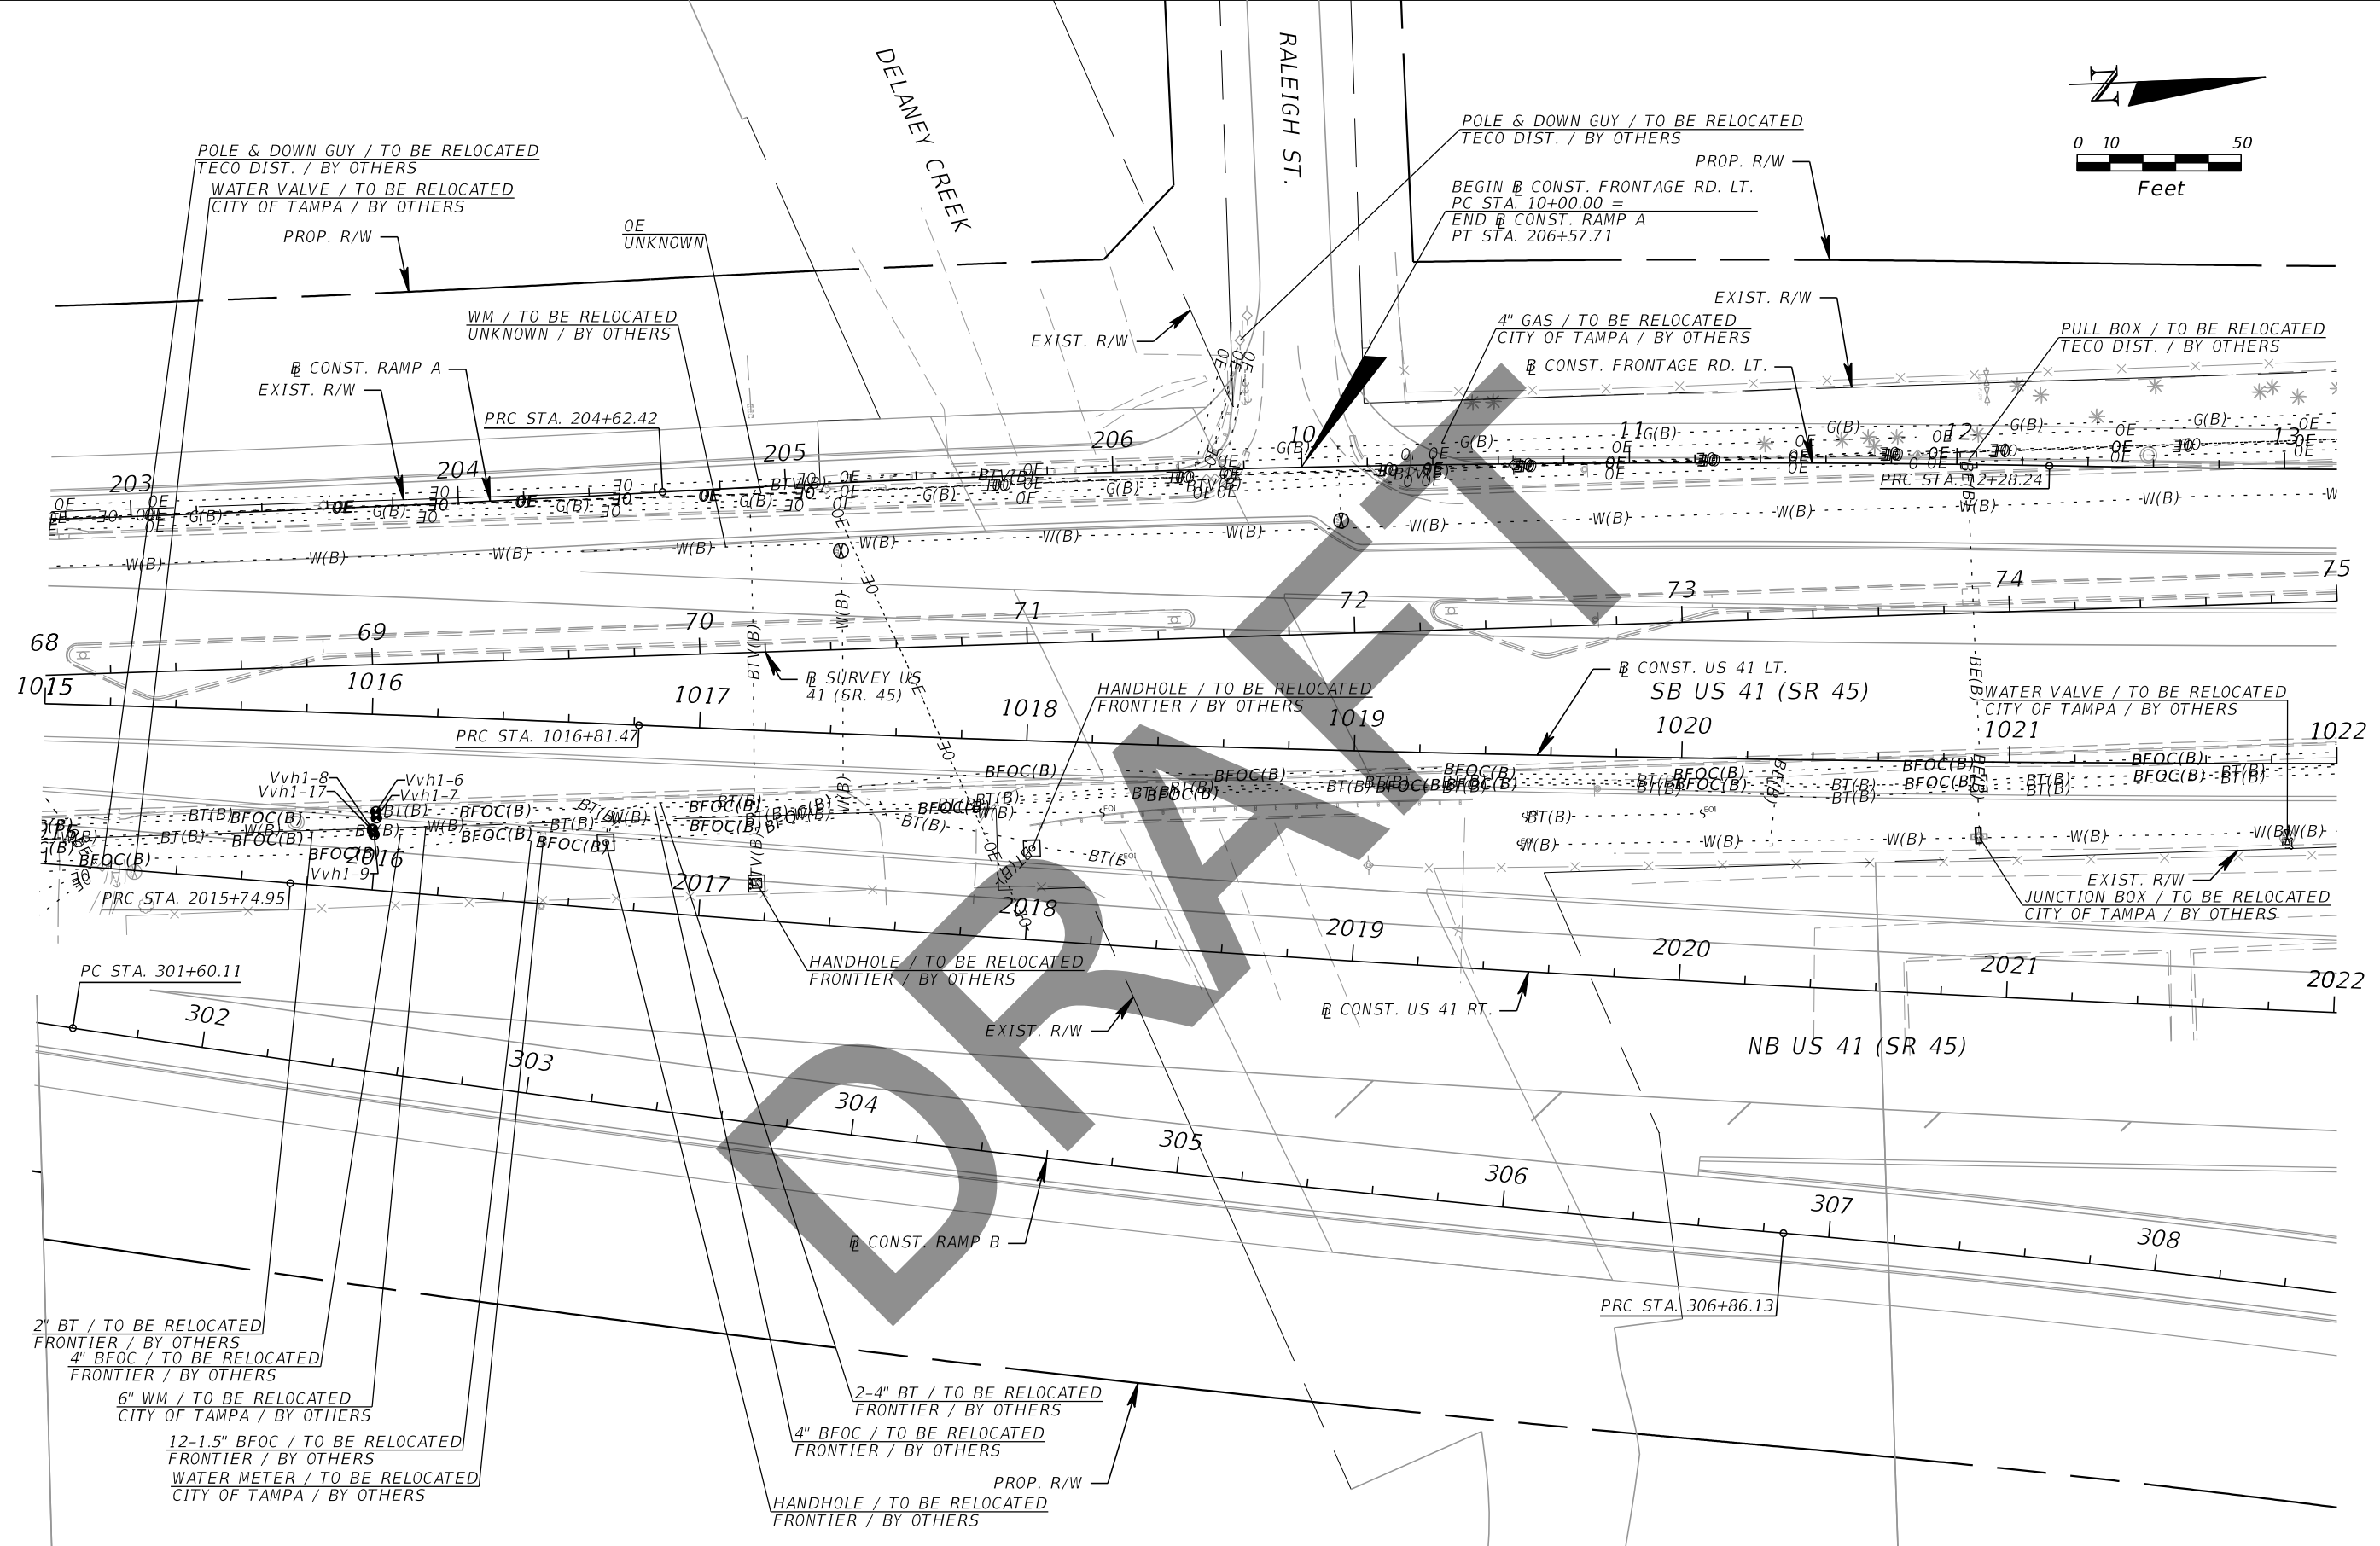 DELANEY CREEK
RALEIGH ST.
0 10 50
Feet
POLE & DOWN GUY / TO BE RELOCATED
TECO DIST. / BY OTHERS
WATER VALVE / TO BE RELOCATED
CITY OF TAMPA / BY OTHERS
PROP. R/W
OE
UNKNOWN
WM / TO BE RELOCATED
UNKNOWN / BY OTHERS
CONST. RAMP A
EXIST. R/W
PRC STA. 204+62.42
EXIST. R/W
POLE & DOWN GUY / TO BE RELOCATED
TECO DIST. / BY OTHERS
PROP. R/W
BEGIN CONST. FRONTAGE RD. LT.
PC STA. 10+00.00 =
END CONST. RAMP A
PT STA. 206+57.71
EXIST. R/W
4" GAS / TO BE RELOCATED
CITY OF TAMPA / BY OTHERS
CONST. FRONTAGE RD. LT.
PULL BOX / TO BE RELOCATED
TECO DIST. / BY OTHERS
203 204 205 206 10 11 12 13
PRC STA. 12+28.24
G(B) G(B) G(B) G(B) G(B) G(B)
W(B) W(B) W(B) W(B) W(B) W(B) W(B) W(B) W(B) W(B) W(B) W(B)
68 69 70 71 72 73 74 75
SURVEY US
41 (SR. 45)
BTV(B)
W(B)
BE(B)
1015 1016 1017 1018 1019 1020 1021 1022
PRC STA. 1016+81.47
HANDHOLE / TO BE RELOCATED
FRONTIER / BY OTHERS
CONST. US 41 LT.
SB US 41 (SR 45)
WATER VALVE / TO BE RELOCATED
CITY OF TAMPA / BY OTHERS
Vvh1-8
Vvh1-17
Vvh1-6
Vvh1-7
Vvh1-9
BT(B) BFOC(B) BT(B) BFOC(B) BFOC(B) BFOC(B) BFOC(B) BFOC(B) BFOC(B) BFOC(B)
2016 2017 2018 2019 2020 2021 2022
PRC STA. 2015+74.95
EXIST. R/W
JUNCTION BOX / TO BE RELOCATED
CITY OF TAMPA / BY OTHERS
HANDHOLE / TO BE RELOCATED
FRONTIER / BY OTHERS
EXIST. R/W
CONST. US 41 RT.
NB US 41 (SR 45)
PC STA. 301+60.11
302 303 304 305 306 307 308
CONST. RAMP B
PRC STA. 306+86.13
2" BT / TO BE RELOCATED
FRONTIER / BY OTHERS
4" BFOC / TO BE RELOCATED
FRONTIER / BY OTHERS
6" WM / TO BE RELOCATED
CITY OF TAMPA / BY OTHERS
12-1.5" BFOC / TO BE RELOCATED
FRONTIER / BY OTHERS
WATER METER / TO BE RELOCATED
CITY OF TAMPA / BY OTHERS
2-4" BT / TO BE RELOCATED
FRONTIER / BY OTHERS
4" BFOC / TO BE RELOCATED
FRONTIER / BY OTHERS
PROP. R/W
HANDHOLE / TO BE RELOCATED
FRONTIER / BY OTHERS
DRAFT